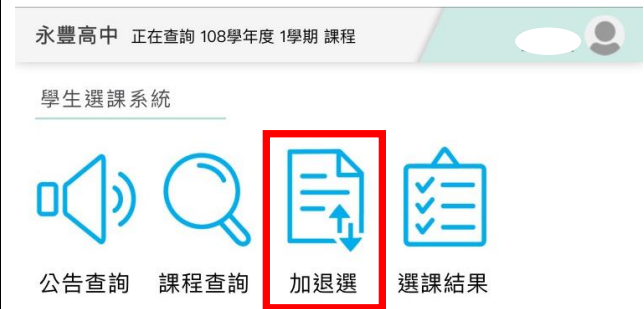 永豐高中 正在查詢 108學年度 1學期 課程
學生選課系統
公告查詢 課程查詢 加退選 選課結果